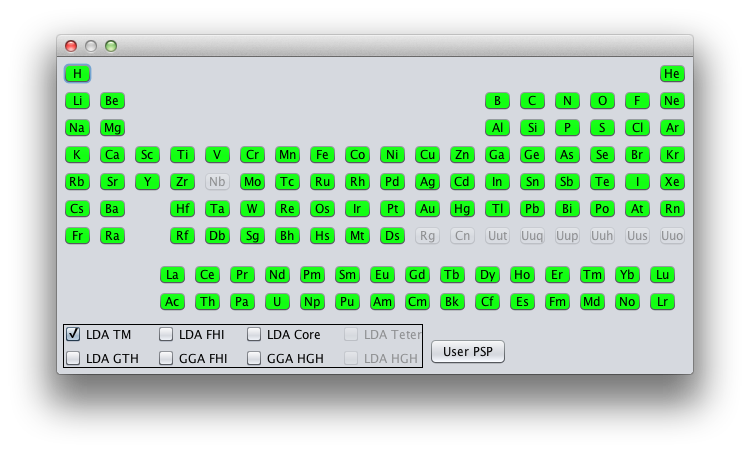 H He
Li Be B C N O F Ne
Na Mg Al Si P S Cl Ar
K Ca Sc Ti V Cr Mn Fe Co Ni Cu Zn Ga Ge As Se Br Kr
Rb Sr Y Zr Nb Mo Tc Ru Rh Pd Ag Cd In Sn Sb Te I Xe
Cs Ba Hf Ta W Re Os Ir Pt Au Hg Tl Pb Bi Po At Rn
Fr Ra Rf Db Sg Bh Hs Mt Ds Rg Cn Uut Uuq Uup Uuh Uus Uuo
La Ce Pr Nd Pm Sm Eu Gd Tb Dy Ho Er Tm Yb Lu
Ac Th Pa U Np Pu Am Cm Bk Cf Es Fm Md No Lr
LDA TM LDA FHI LDA Core LDA Teter
LDA GTH GGA FHI GGA HGH LDA HGH
User PSP